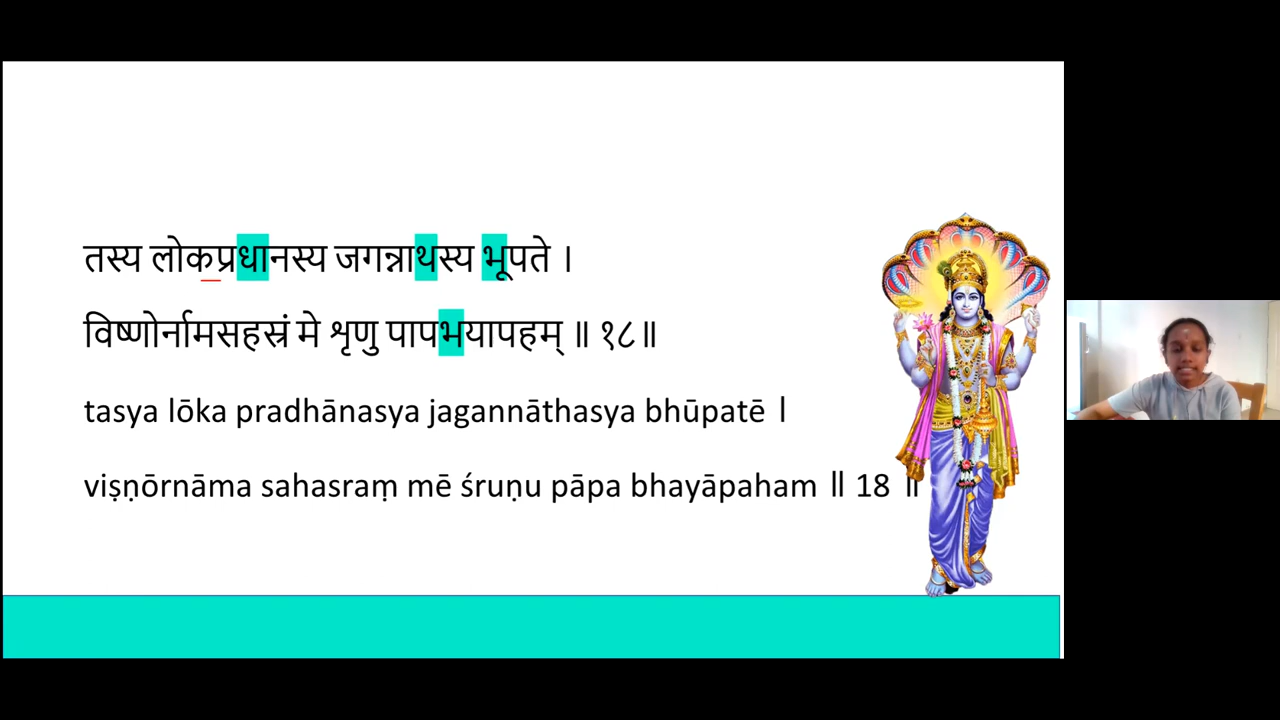 तस्य लोकप्रधानस्य जगन्नाथस्य भूपते ।
विष्णोर्नामसहस्रं मे शृणु पापभयापहम् ॥ १८॥
tasya lōka pradhānasya jagannāthasya bhūpatē ।
viṣṇōrnāma sahasraṃ mē śruṇu pāpa bhayāpaham ॥ 18 ॥